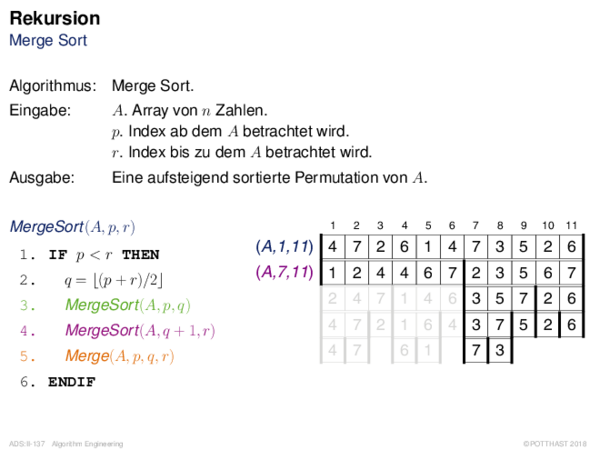 Rekursion
Merge Sort
Algorithmus: Merge Sort.
Eingabe: A. Array von n Zahlen.
p. Index ab dem A betrachtet wird.
r. Index bis zu dem A betrachtet wird.
Ausgabe: Eine aufsteigend sortierte Permutation von A.
MergeSort(A, p, r)
1. IF p < r THEN
2. q = ⌊(p + r)/2⌋
3. MergeSort(A, p, q)
4. MergeSort(A, q + 1, r)
5. Merge(A, p, q, r)
6. ENDIF
1 2 3 4 5 6 7 8 9 10 11
(A,1,11) 4 7 2 6 1 4 7 3 5 2 6
(A,7,11) 1 2 4 4 6 7 2 3 5 6 7
2 4 7 1 4 6 3 5 7 2 6
4 7 2 1 6 4 3 7 5 2 6
4 7 6 1 7 3
ADS:II-137 Algorithm Engineering
© POTTHAST 2018